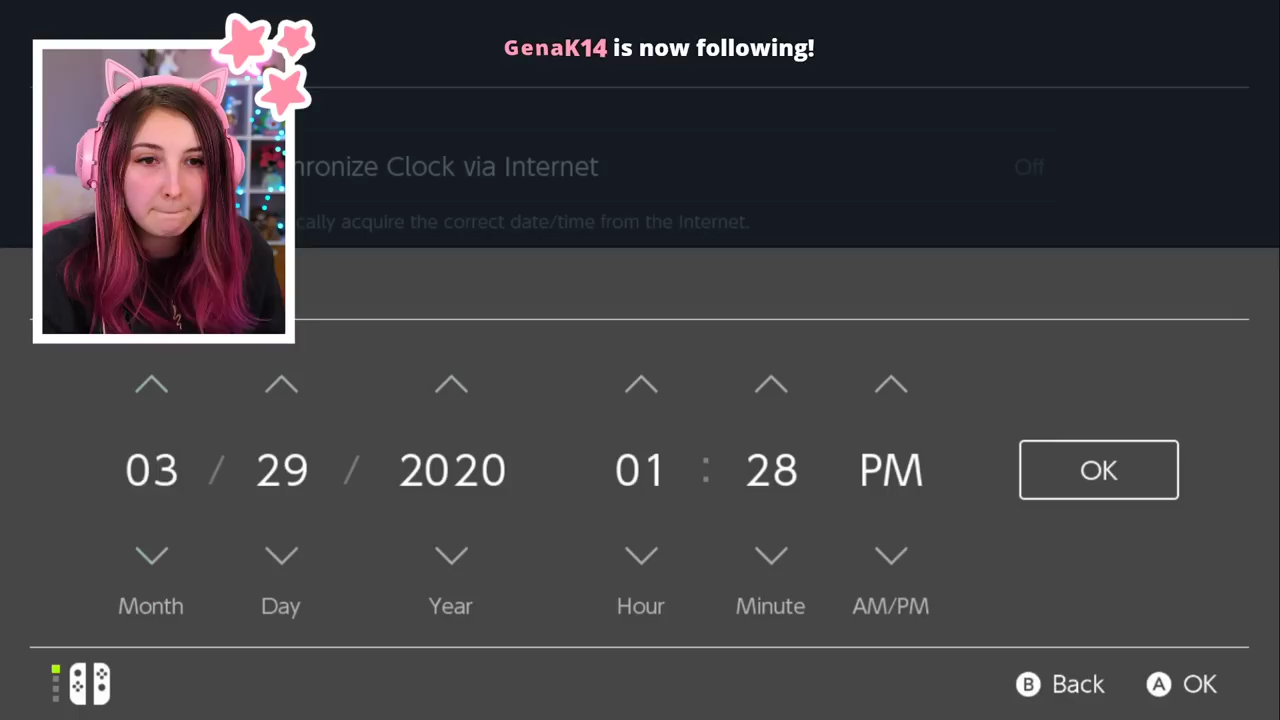 GenaK14 is now following!
hronize Clock via Internet
Off
cally acquire the correct date/time from the Internet.
03 / 29 / 2020 01 : 28 PM
OK
Month Day Year Hour Minute AM/PM
B Back A OK